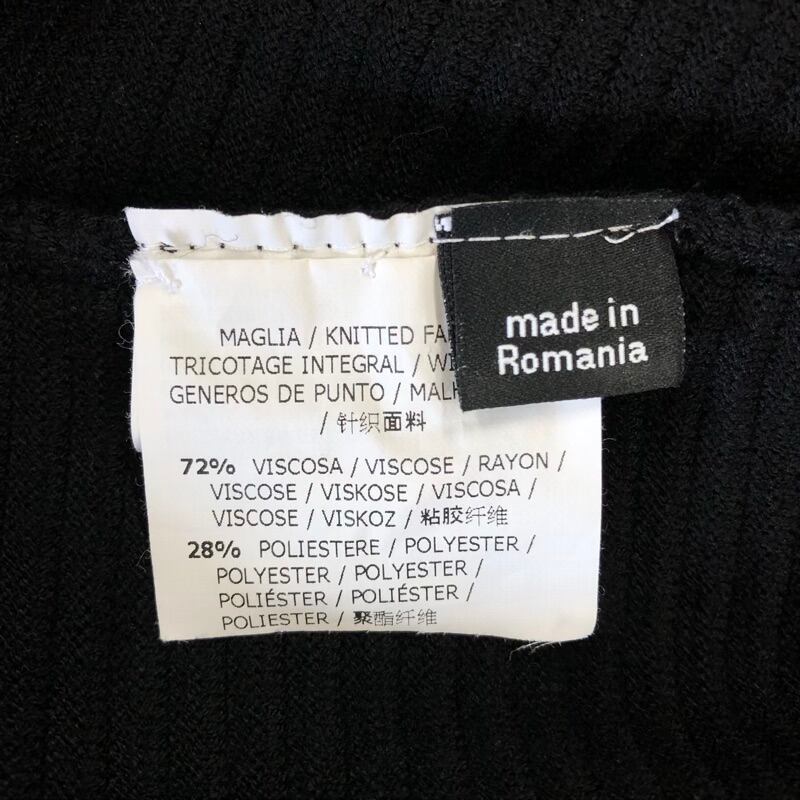 MAGLIA / KNITTED
TRICOTAGE INTEGRAL /
GENEROS DE PUNTO /
/ 针织面料
72% VISCOSA / VISCOSE / RAYON /
VISCOSE / VISKOSE / VISCOSA /
VISCOSE / VISKOZ / 粘胶纤维
28% POLIESTERE / POLYESTER /
POLYESTER / POLYESTER /
POLIÉSTER / POLIÉSTER /
POLIESTER / 聚酯纤维
made in
Romania